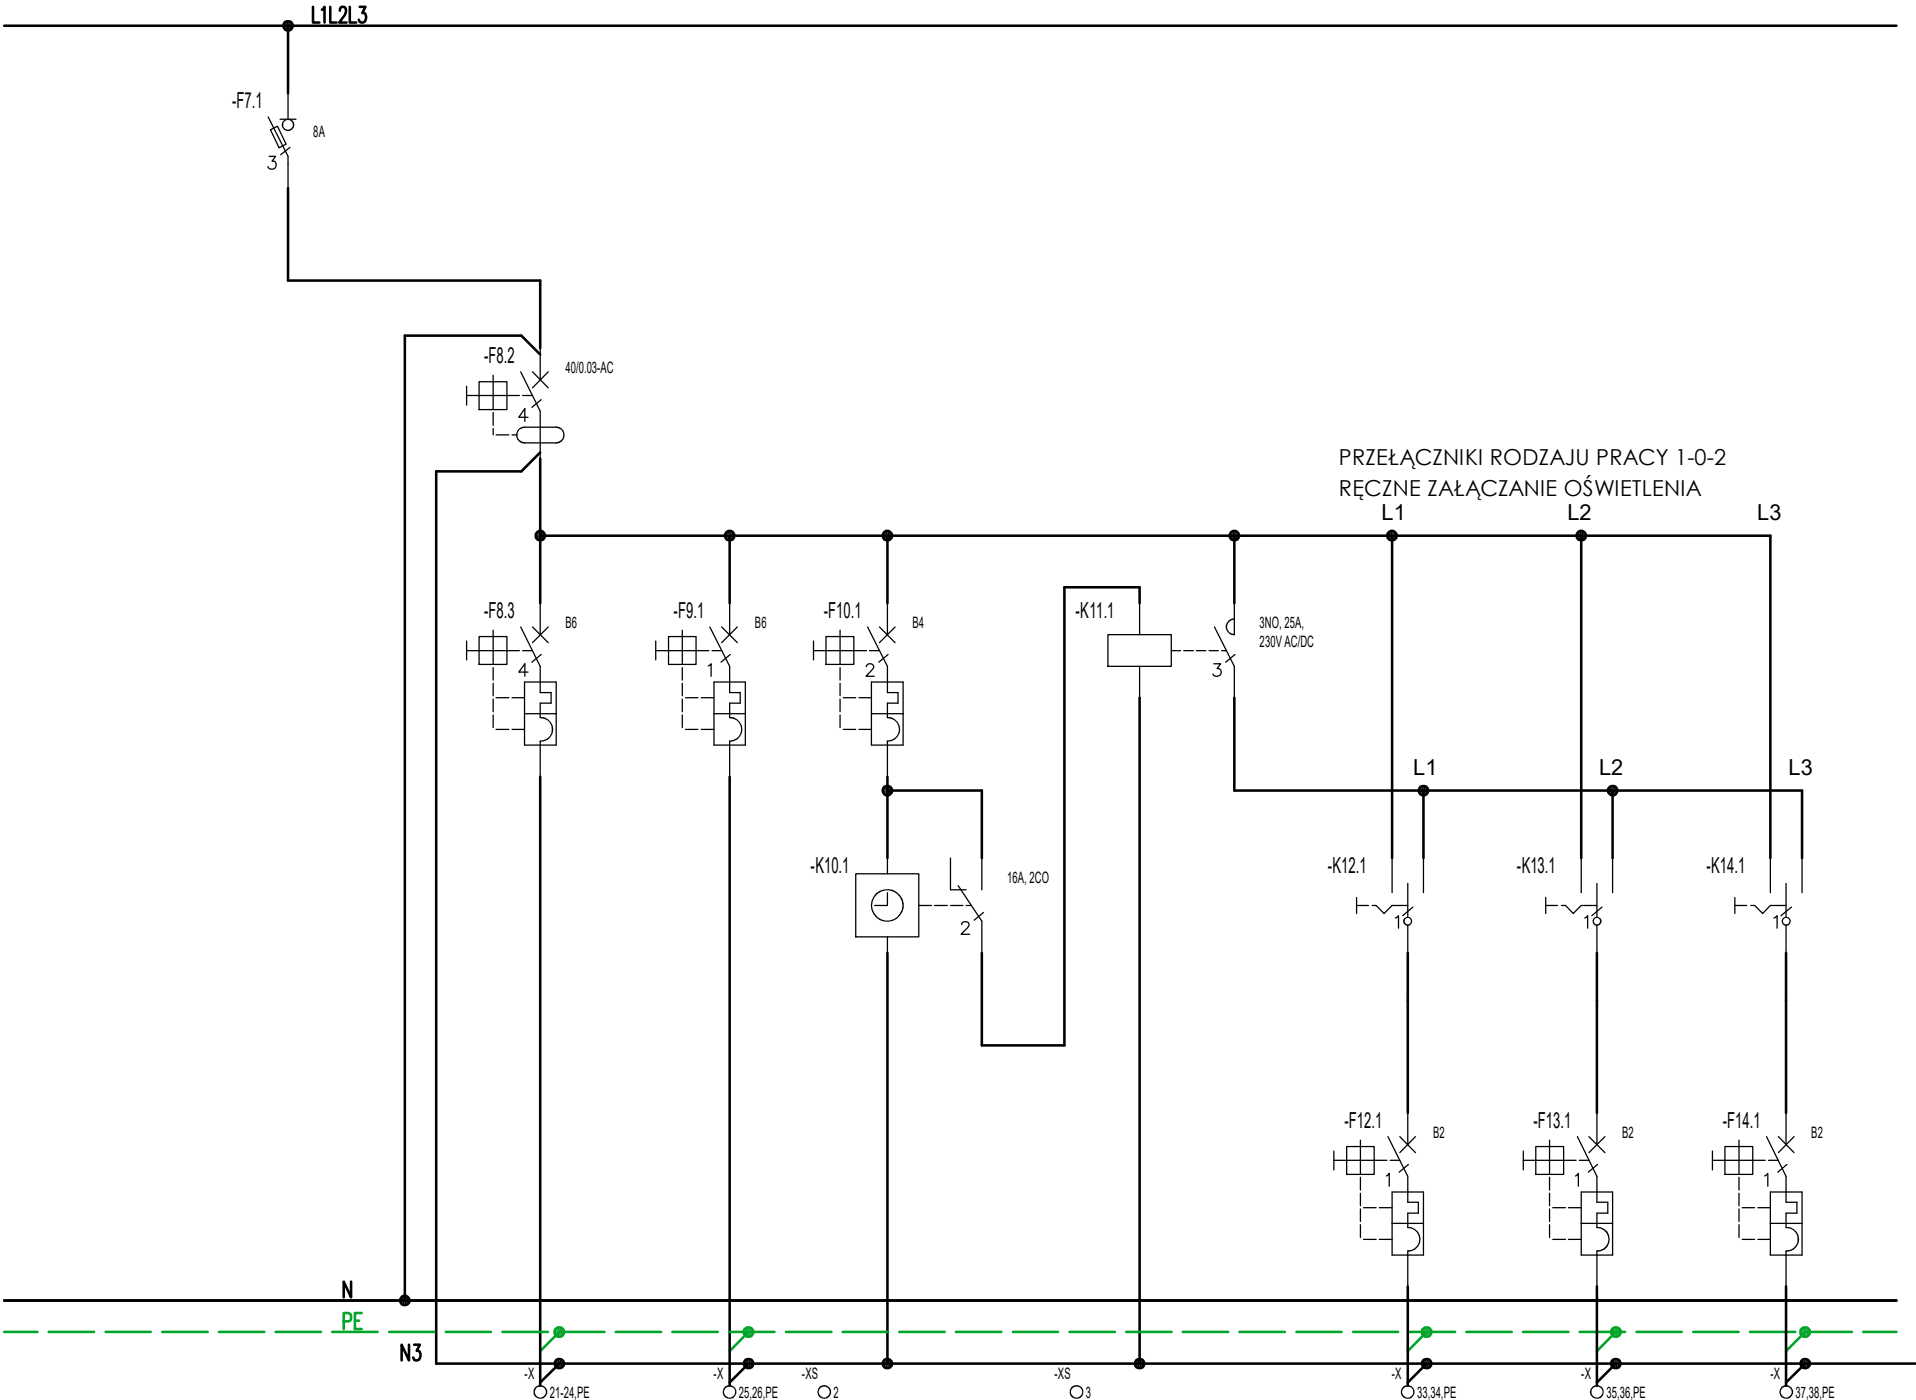 L1L2L3
-F7.1
8A
3
-F8.2
40/0.03-AC
4
PRZEŁĄCZNIKI RODZAJU PRACY 1-0-2
RĘCZNE ZAŁĄCZANIE OŚWIETLENIA
L1 L2 L3
-F8.3 B6 -F9.1 B6 -F10.1 B4 -K11.1 3NO, 25A,
230V AC/DC
4 1 2 3
L1 L2 L3
-K10.1 16A, 2CO -K12.1 -K13.1 -K14.1
2 1 1 1
-F12.1 B2 -F13.1 B2 -F14.1 B2
1 1 1
N
PE
N3
-X -X -XS -XS -X -X -X
21-24,PE 25,26,PE 2 3 33,34,PE 35,36,PE 37,38,PE